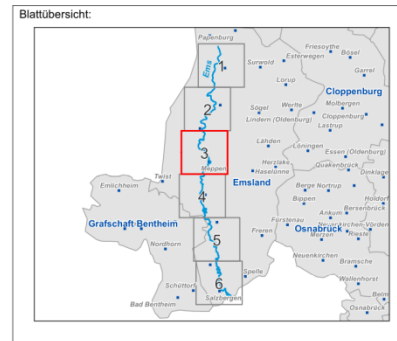 Blattübersicht:
Papenburg
Friesoythe
Bösel
Esterwegen
Ems
1
Surwold
Garrel
Lorup
Cloppenburg
2
Sögel
Werlte
Molbergen
Cloppenburg
Lindern (Oldenburg)
Lastrup
3
Lähden
Löningen
Essen (Oldenburg)
Meppen
Herzlake
Quakenbrück
Haselünne
Dinklage
Twist
Emsland
Emlichheim
4
Berge
Nortrup
Holdorf
Bippen
Bersenbrück
Ankum
Grafschaft-Bentheim
Fürstenau
Neuenkirchen-Vörden
5
Freren
Osnabrück
Merzen
Rieste
Nordhorn
Neuenkirchen
Bramsche
6
Spelle
Wallenhorst
Schüttorf
Salzbergen
Bad Bentheim
Osnabrück